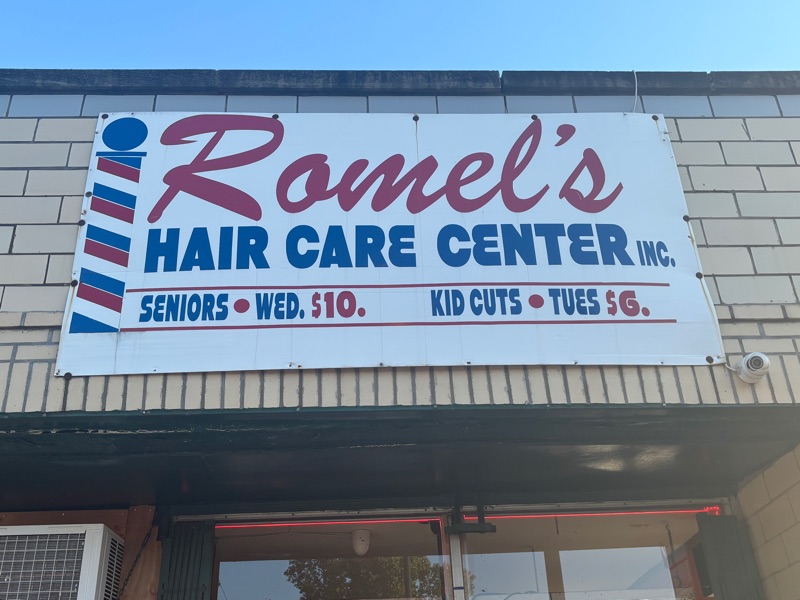 Romel's
HAIR CARE CENTER INC.
SENIORS • WED. $10. KID CUTS • TUES $6.